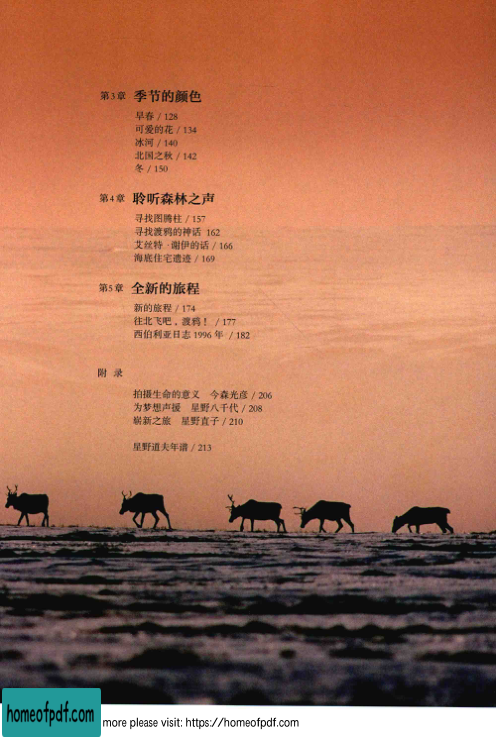 第3章 季节的颜色
早春 / 128
可爱的花 / 134
冰河 / 140
北国之秋 / 142
冬 / 150
第4章 聆听森林之声
寻找图腾柱 / 157
寻找渡鸦的神话 162
艾丝特·谢伊的话 / 166
海底住宅遗迹 / 169
第5章 全新的旅程
新的旅程 / 174
往北飞吧，渡鸦！ / 177
西伯利亚日志 1996 年 / 182
附 录
拍摄生命的意义 今森光彦 / 206
为梦想声援 星野八千代 / 208
崭新之旅 星野直子 / 210
星野道夫年谱 / 213
homeofpdf.com
more please visit: https://homeofpdf.com